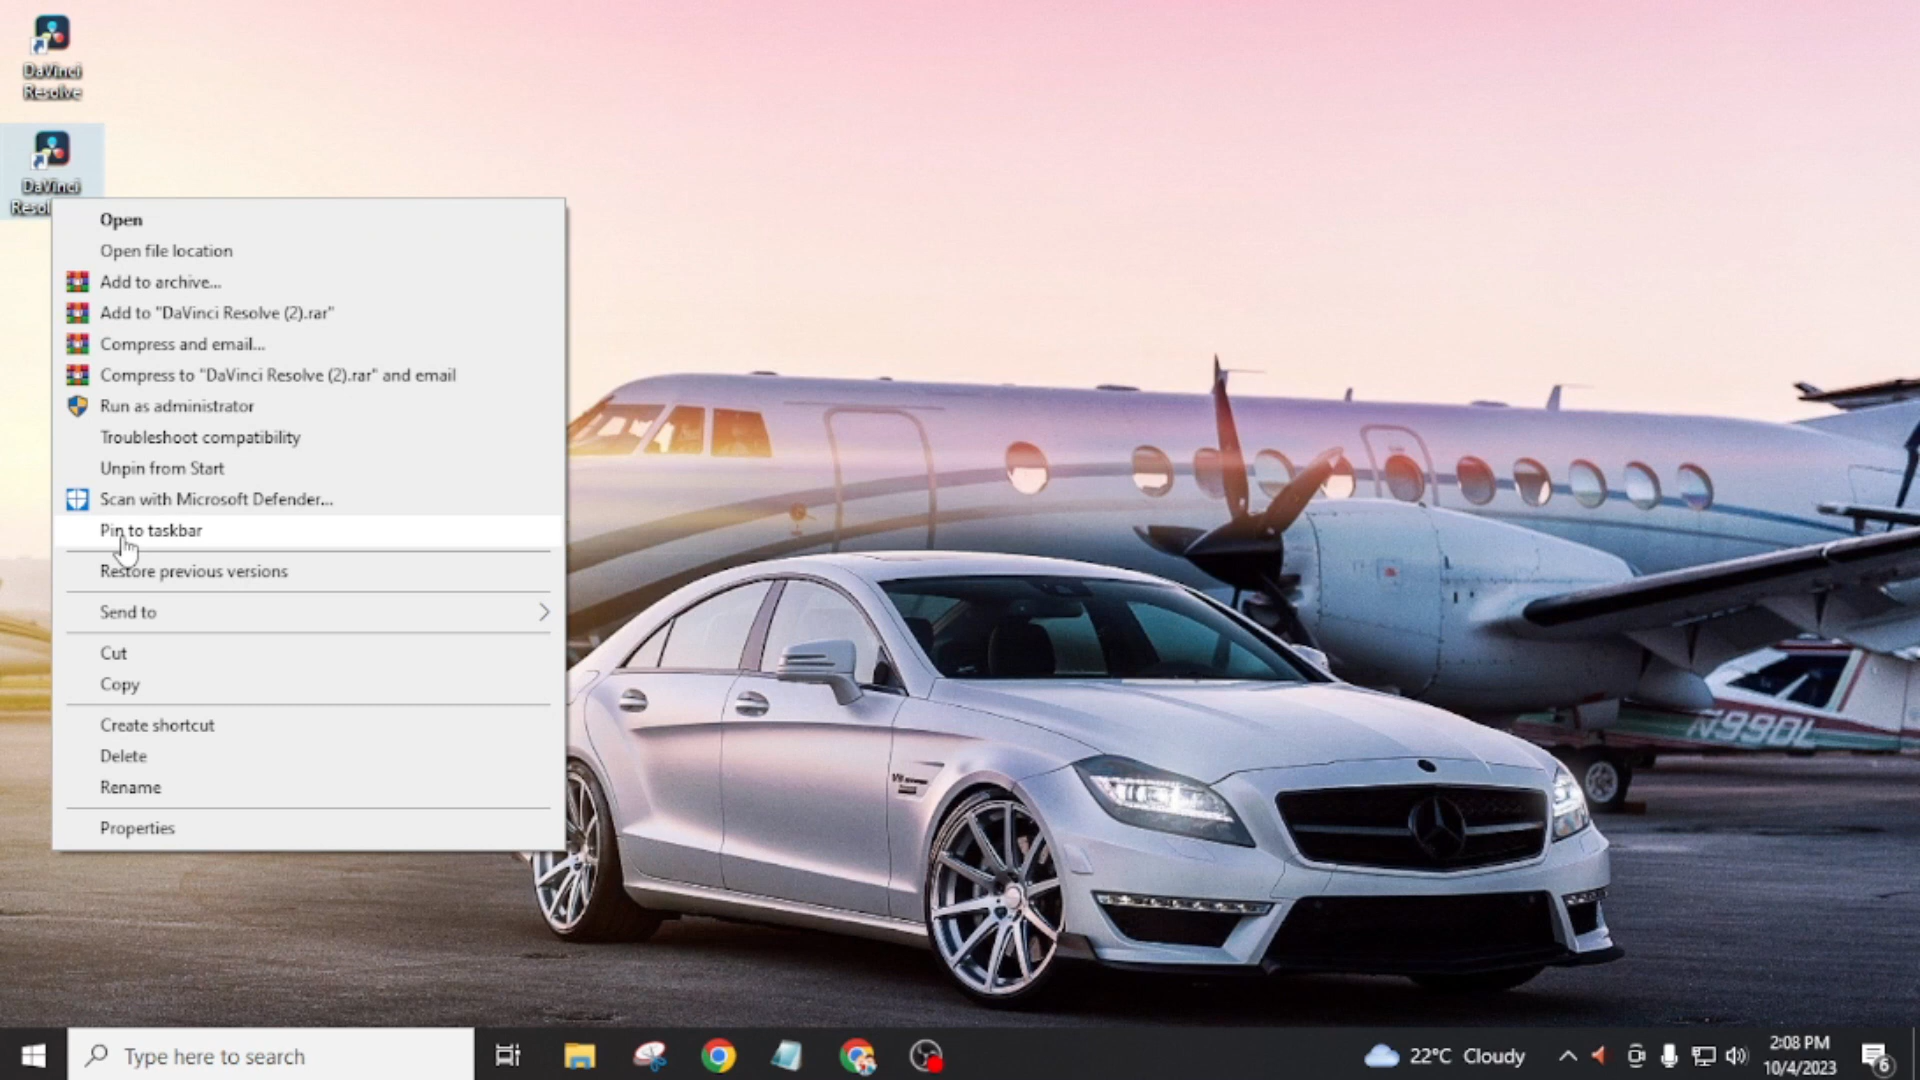 DaVinci
Resolve
DaVinci
Resol
Open
Open file location
Add to archive...
Add to "DaVinci Resolve (2).rar"
Compress and email...
Compress to "DaVinci Resolve (2).rar" and email
Run as administrator
Troubleshoot compatibility
Unpin from Start
Scan with Microsoft Defender...
Pin to taskbar
Restore previous versions
Send to
Cut
Copy
Create shortcut
Delete
Rename
Properties
N99DL
Type here to search
22°C Cloudy
2:08 PM
10/4/2023
6